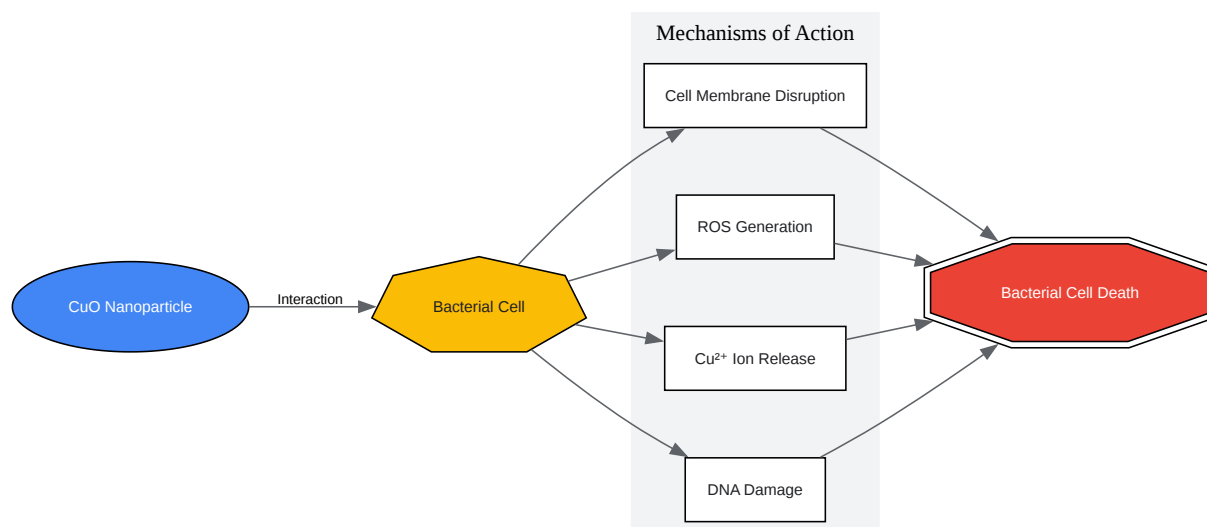 Mechanisms of Action
Cell Membrane Disruption
ROS Generation
CuO Nanoparticle
Interaction
Bacterial Cell
Bacterial Cell Death
Cu²⁺ Ion Release
DNA Damage